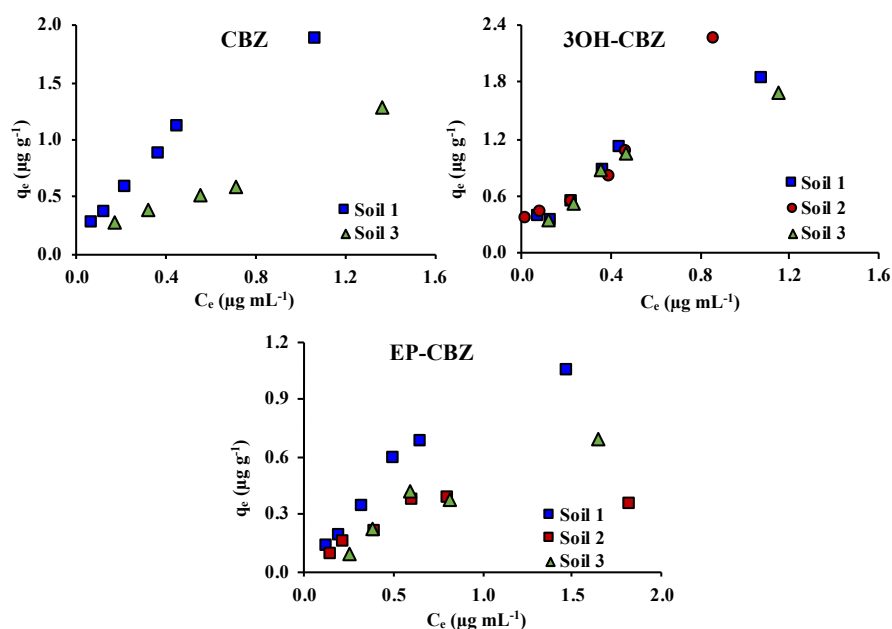 CBZ
2.0
1.5
1.0
0.5
0.0
qe (µg g-1)
Soil 1
Soil 3
0.0 0.4 0.8 1.2 1.6
Ce (µg mL-1)
3OH-CBZ
2.4
1.8
1.2
0.6
0.0
qe (µg g-1)
Soil 1
Soil 2
Soil 3
0.0 0.4 0.8 1.2 1.6
Ce (µg mL-1)
EP-CBZ
1.2
0.9
0.6
0.3
0.0
qe (µg g-1)
Soil 1
Soil 2
Soil 3
0.0 0.5 1.0 1.5 2.0
Ce (µg mL-1)